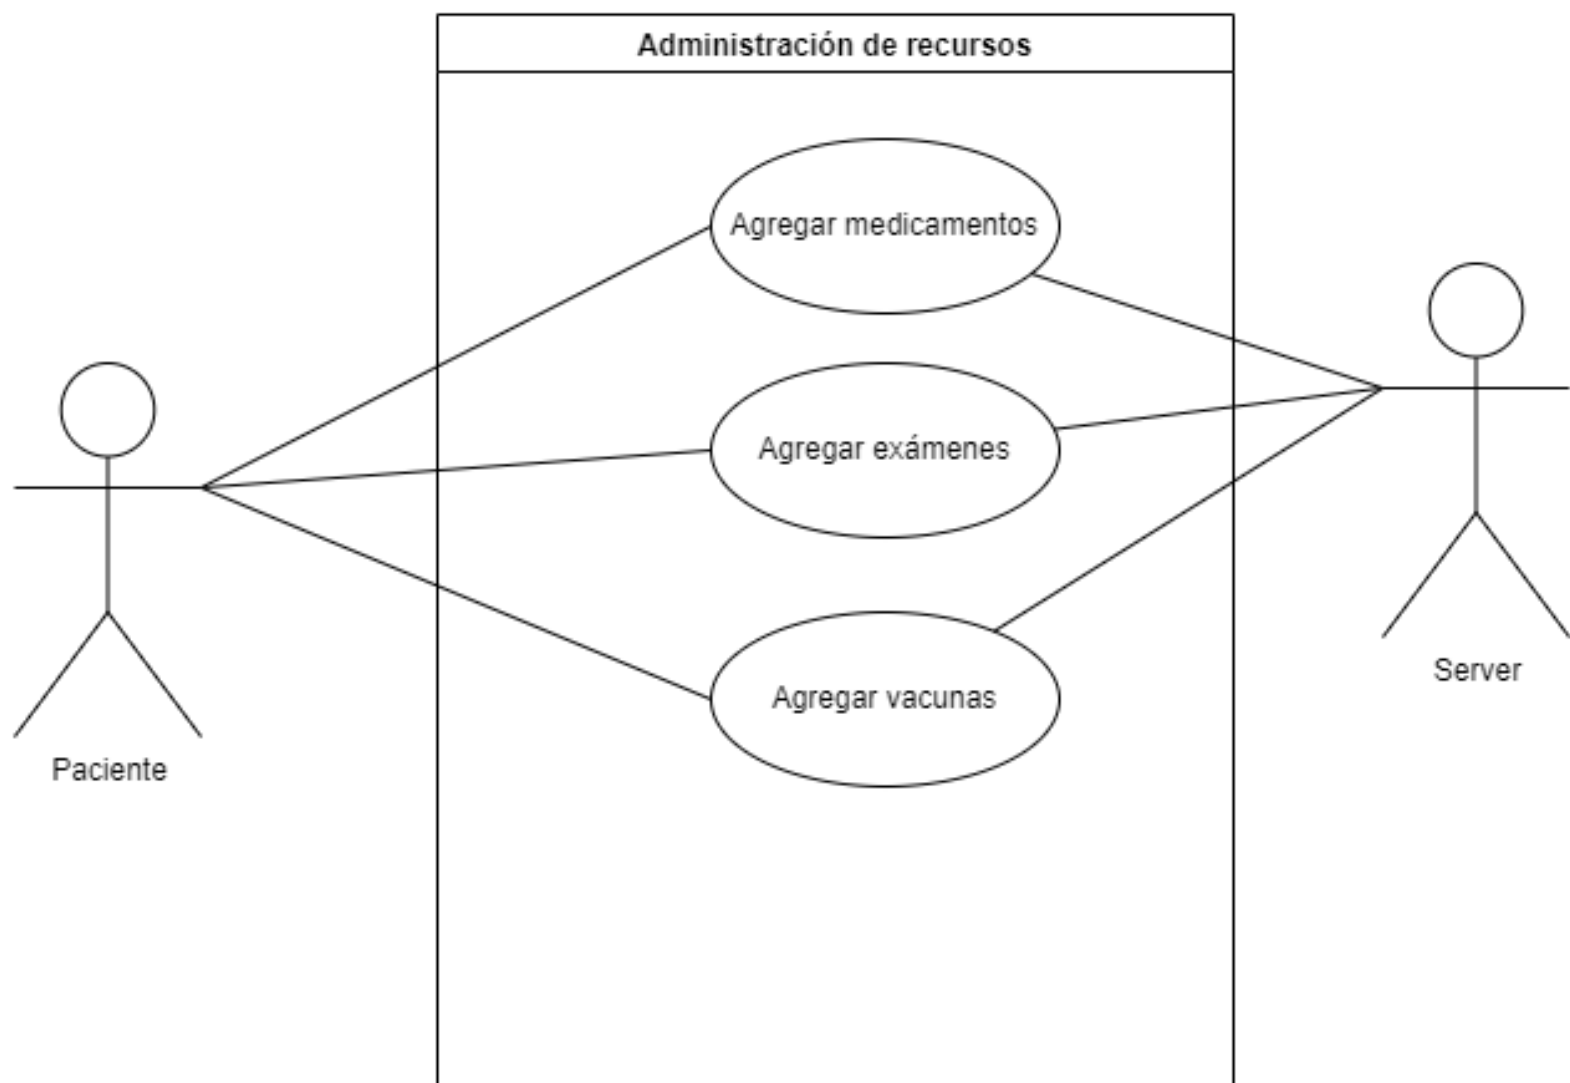 Administración de recursos
Agregar medicamentos
Agregar exámenes
Agregar vacunas
Server
Paciente